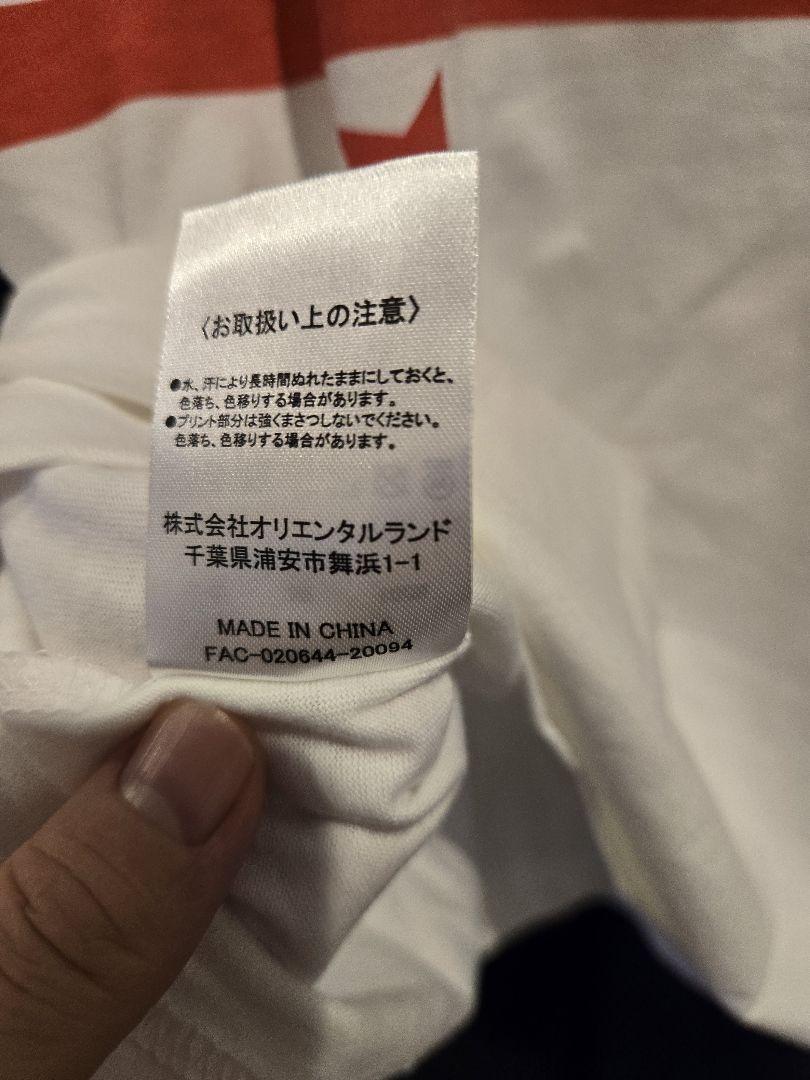 〈お取扱い上の注意〉
●水、汗により長時間ぬれたままにしておくと、
色落ち、色移りする場合があります。
●プリント部分は強くまさつしないでください。
色落ち、色移りする場合があります。
株式会社オリエンタルランド
千葉県浦安市舞浜1-1
MADE IN CHINA
FAC-020644-20094